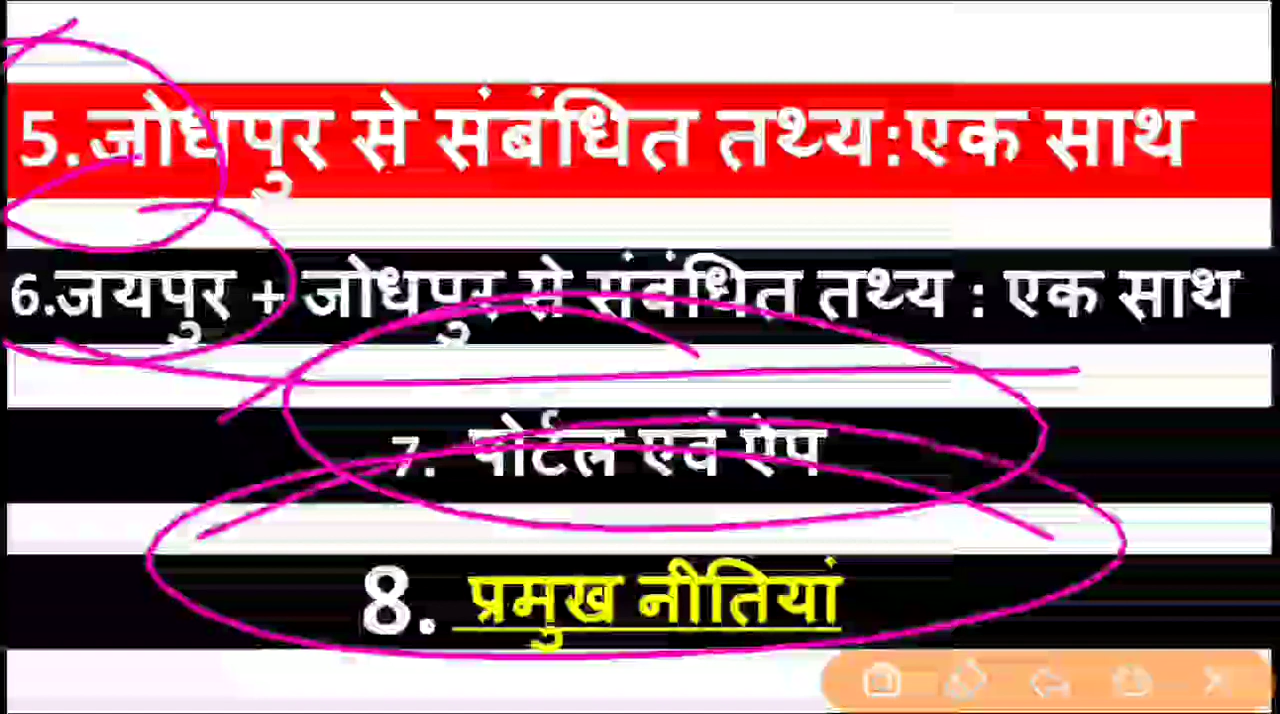 5.जोधपुर से संबंधित तथ्य:एक साथ
6.जयपुर + जोधपुर से संबंधित तथ्य : एक साथ
7. पोर्टल एवं ऐप
8. प्रमुख नीतियां